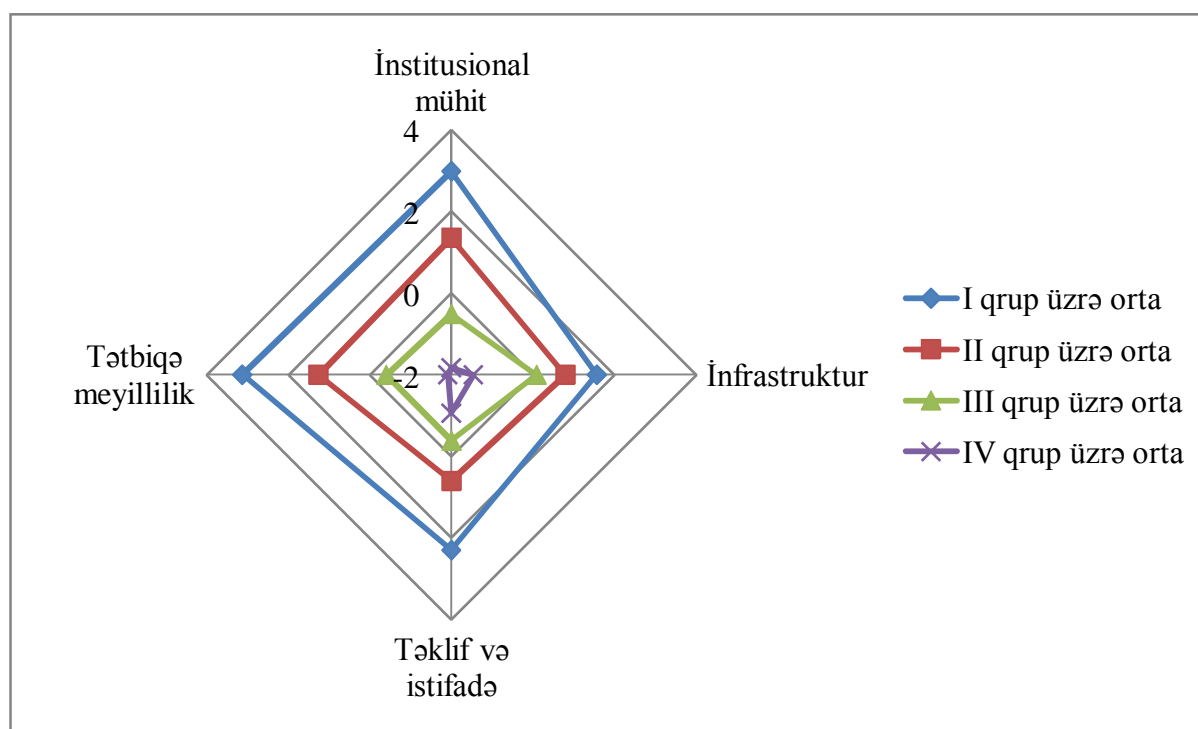 İnstitusional
mühit
4
2
0
-2
Tətbiqə
meyillilik
İnfrastruktur
Təklif və
istifadə
I qrup üzrə orta
II qrup üzrə orta
III qrup üzrə orta
IV qrup üzrə orta